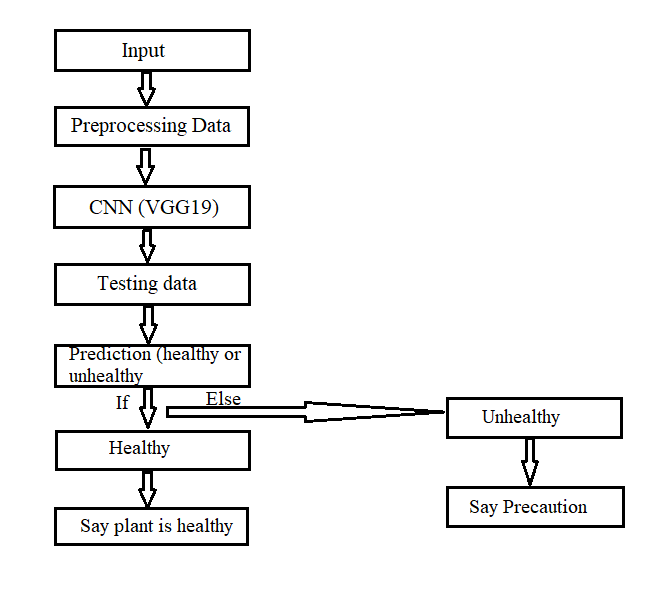 Input
Preprocessing Data
CNN (VGG19)
Testing data
Prediction (healthy or
unhealthy
If
Else
Unhealthy
Healthy
Say Precaution
Say plant is healthy